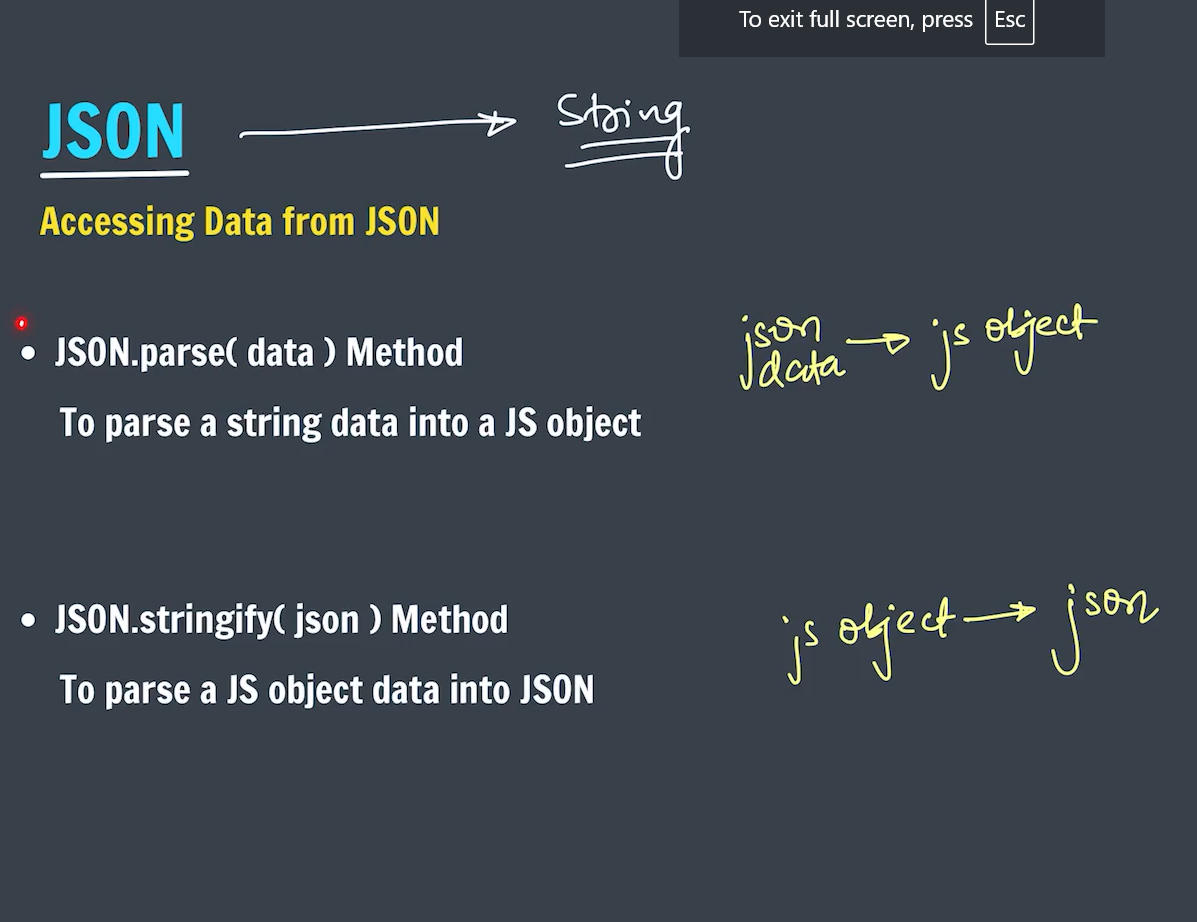 To exit full screen, press Esc
JSON String
Accessing Data from JSON
JSON.parse( data ) Method
json data → js object
To parse a string data into a JS object
JSON.stringify( json ) Method
js object → json
To parse a JS object data into JSON